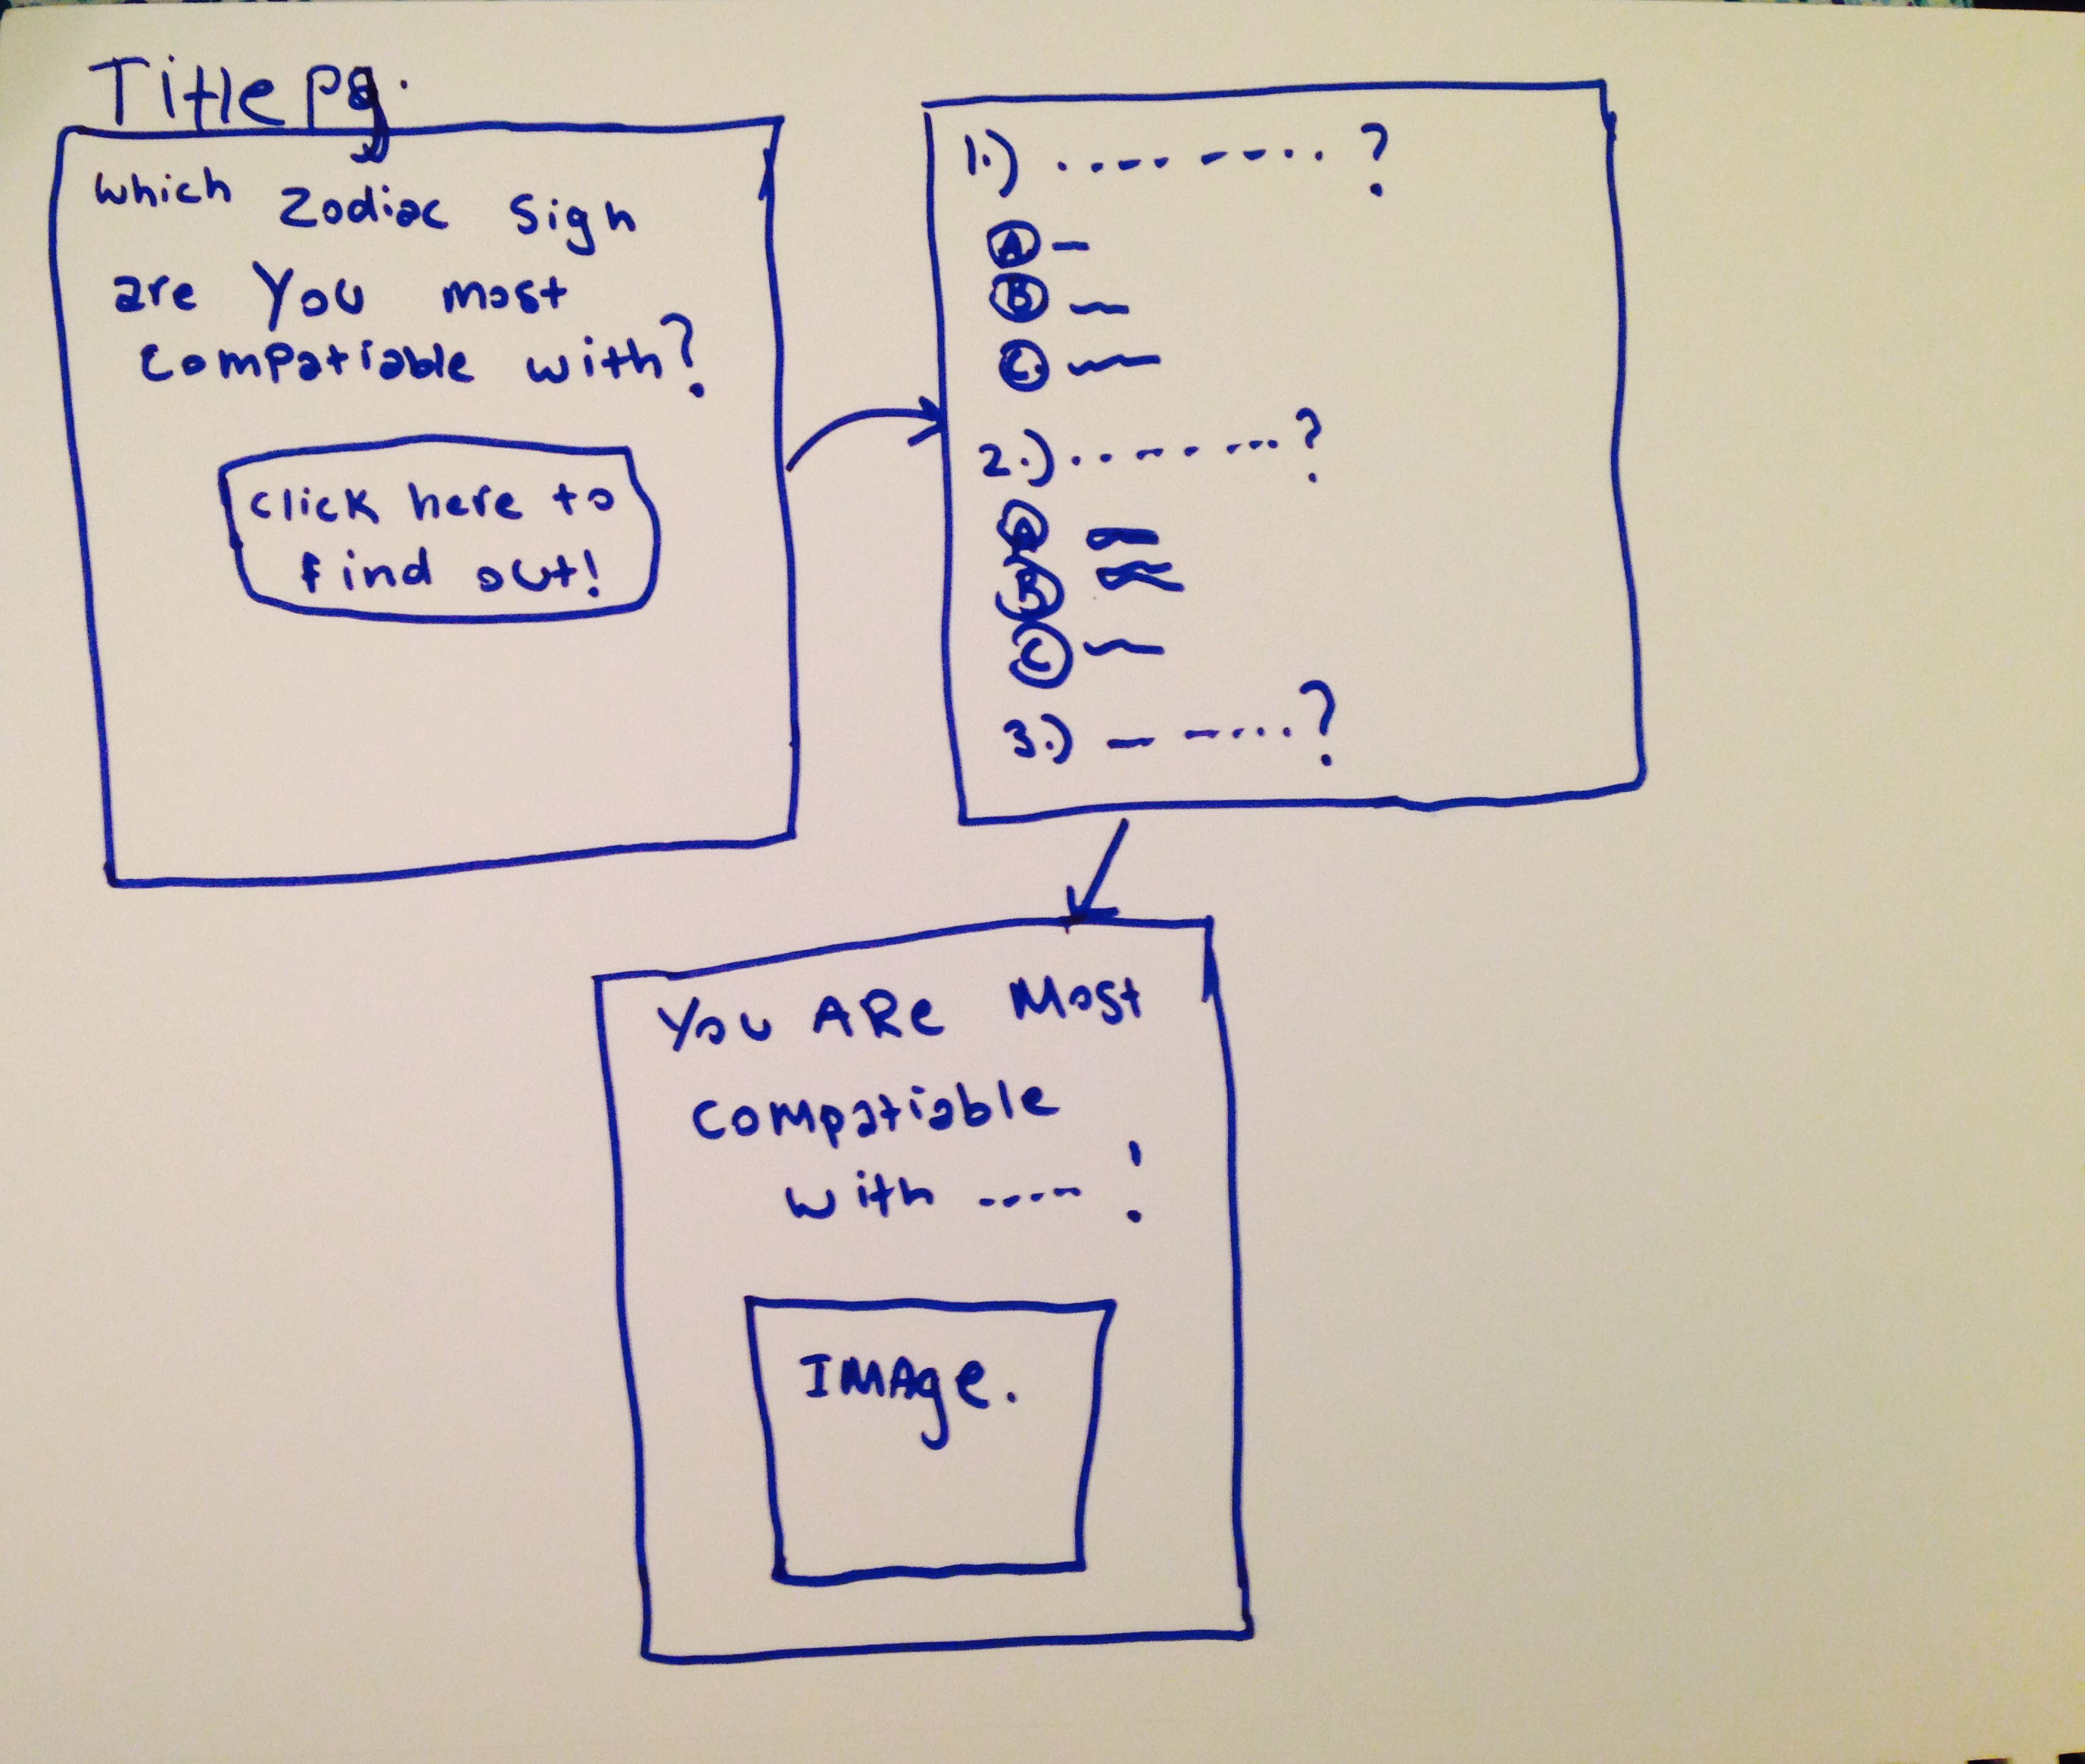 Title Pg.
Which Zodiac Sign
are You most
Compatiable with?
Click here to
find out!
1.) ......... ?
A
B
C
2.) ......... ?
C
3.) ......... ?
You ARe Most
Compatiable
with ..... !
IMAge.